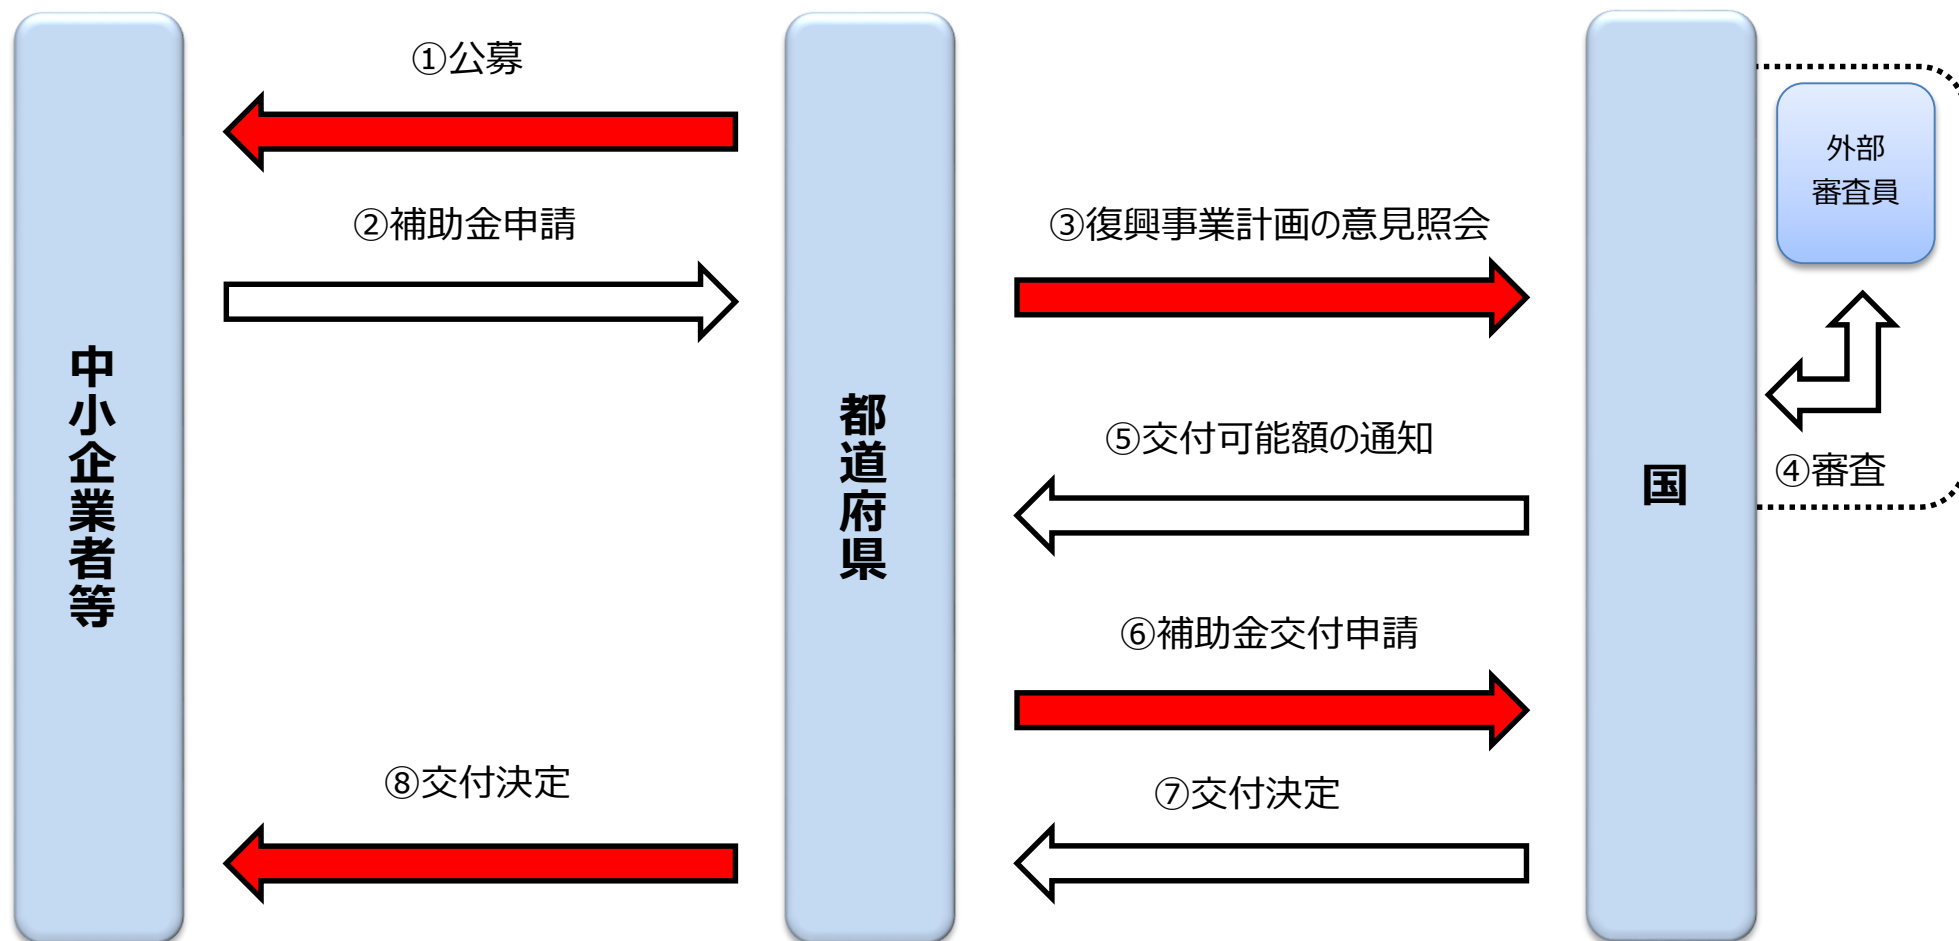 ①公募
②補助金申請
③復興事業計画の意見照会
外部
審査員
④審査
⑤交付可能額の通知
⑥補助金交付申請
⑦交付決定
⑧交付決定
中小企業者等
都道府県
国